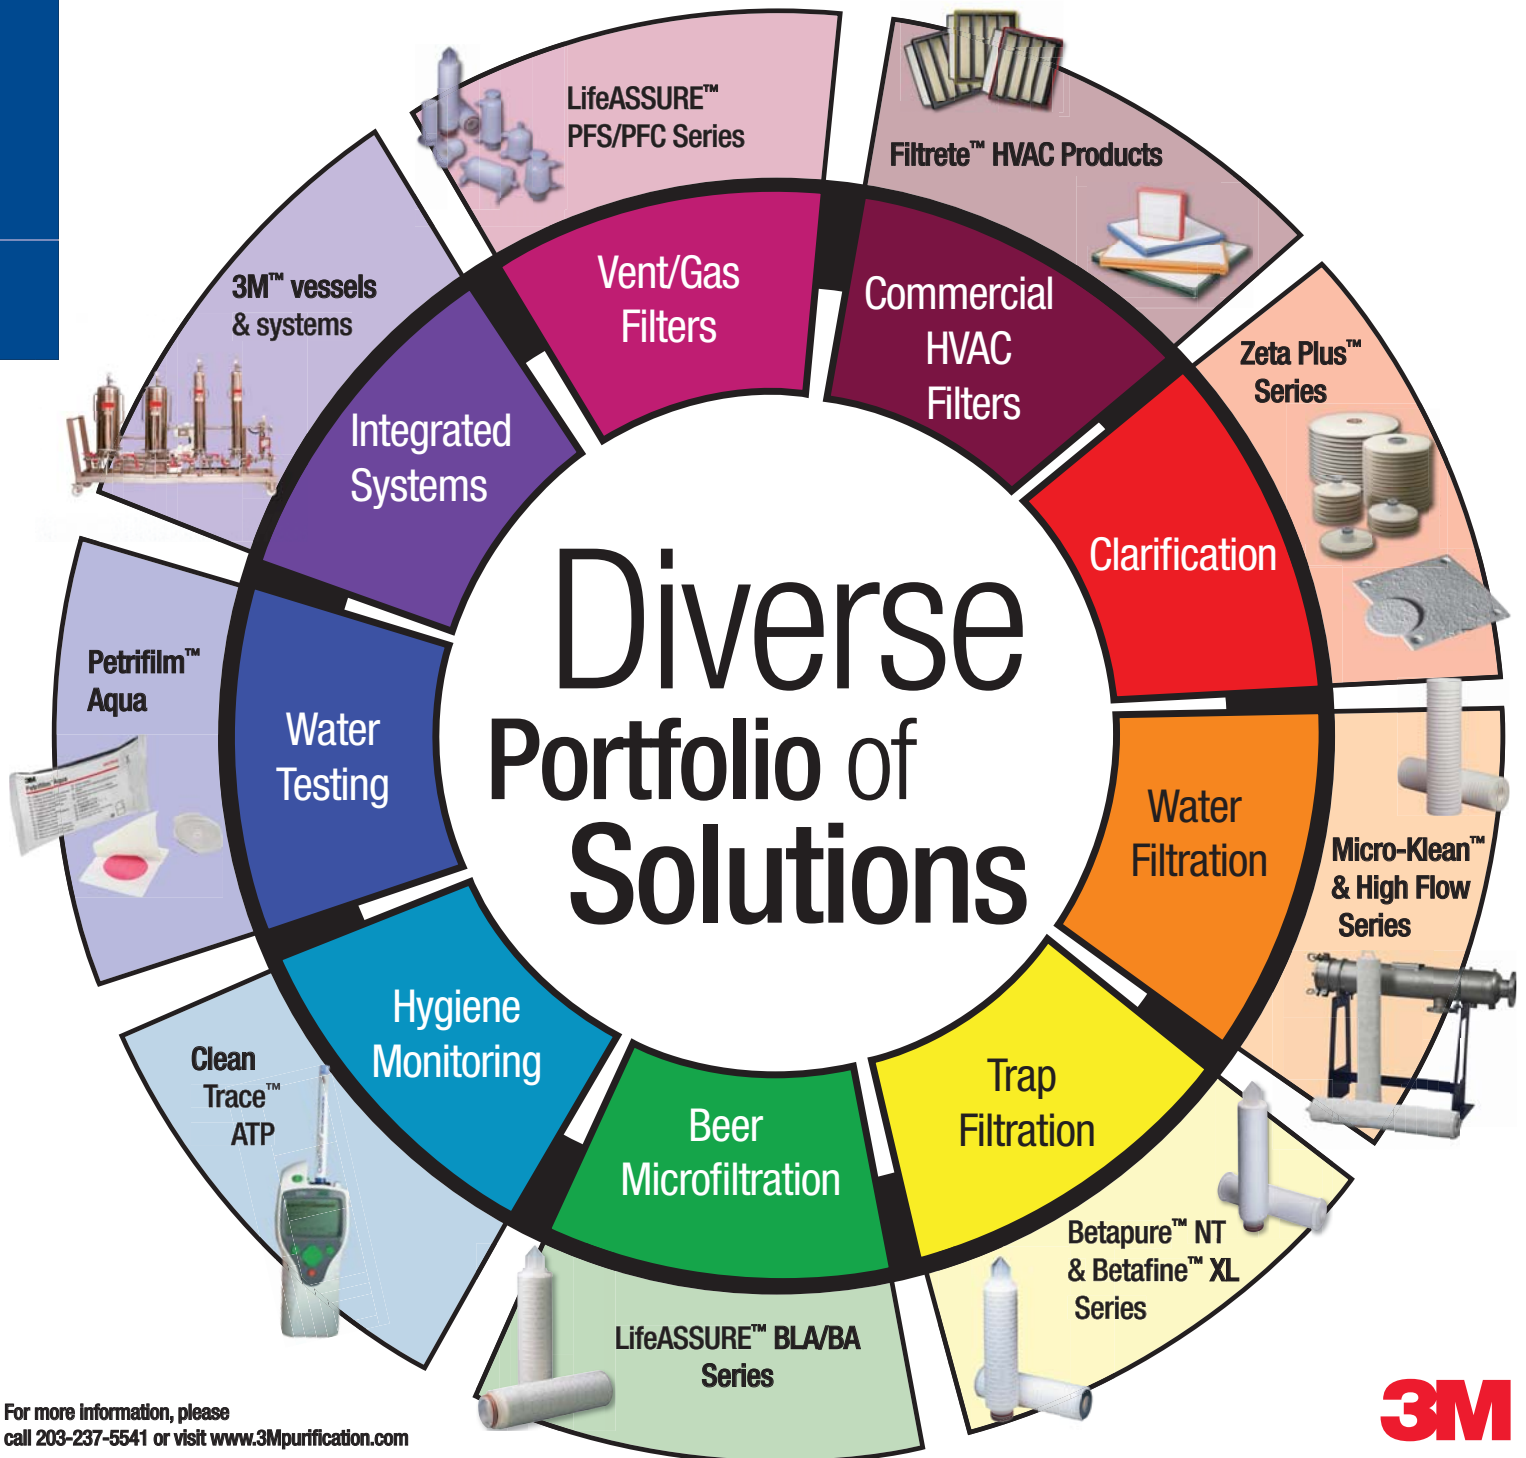 LifeASSURE™
PFS/PFC Series
Filtrete™ HVAC Products
Vent/Gas
Filters
Commercial
HVAC
Filters
3M™ vessels
& systems
Zeta Plus™
Series
Integrated
Systems
Clarification
Diverse
Portfolio of
Solutions
Petrifilm™
Aqua
Water
Testing
3M
Petrifilm™ Aqua
Water
Filtration
Micro-Klean™
& High Flow
Series
Hygiene
Monitoring
Clean
Trace™
ATP
Trap
Filtration
Beer
Microfiltration
Betapure™ NT
& Betafine™ XL
Series
LifeASSURE™ BLA/BA
Series
For more information, please
call 203-237-5541 or visit www.3Mpurification.com
3M